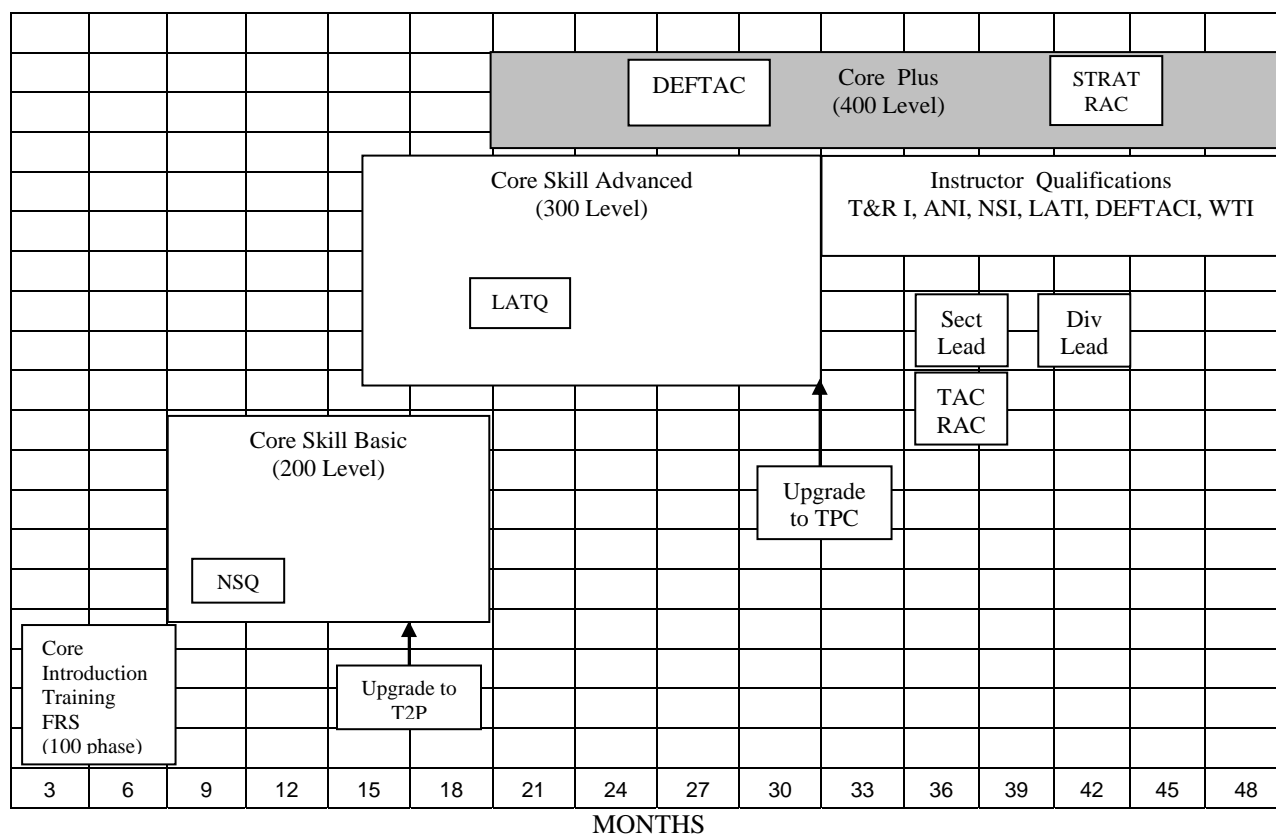 DEFTAC
Core Plus
(400 Level)
STRAT
RAC
Core Skill Advanced
(300 Level)
Instructor Qualifications
T&R I, ANI, NSI, LATI, DEFTACI, WTI
LATQ
Sect
Lead
Div
Lead
TAC
RAC
Core Skill Basic
(200 Level)
Upgrade
to TPC
NSQ
Core
Introduction
Training
FRS
(100 phase)
Upgrade to
T2P
3 6 9 12 15 18 21 24 27 30 33 36 39 42 45 48
MONTHS